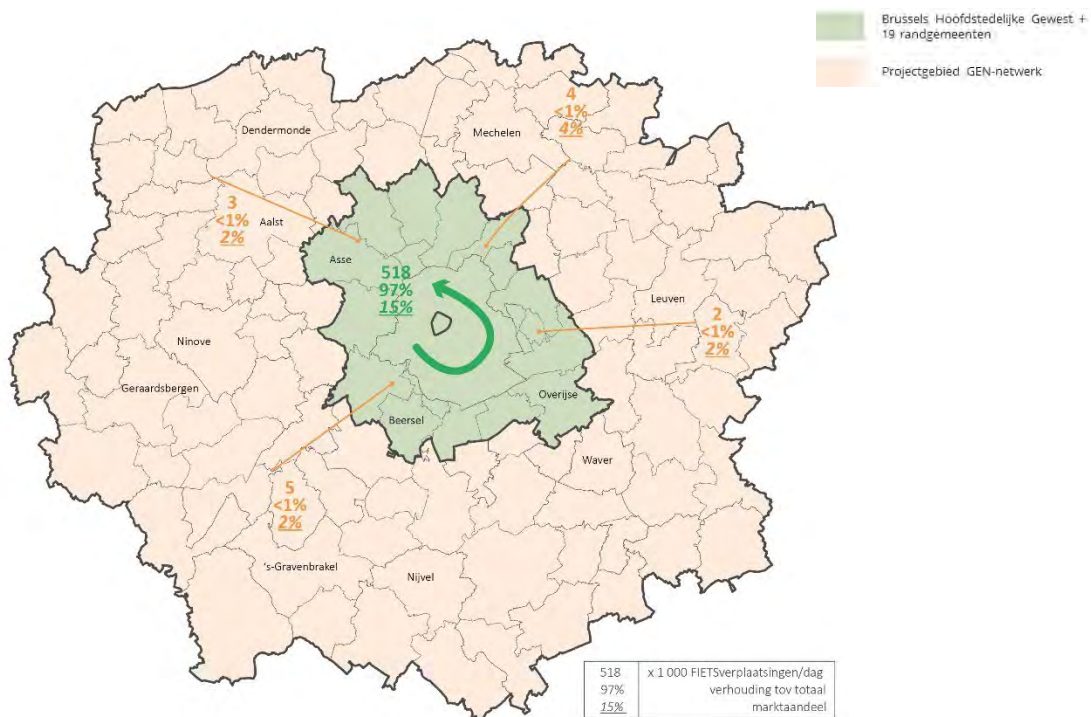 Brussels Hoofdstedelijke Gewest +
19 randgemeenten
Projectgebied GEN-netwerk
4
<1%
4%
Dendermonde
Mechelen
3
<1%
2%
Aalst
Asse
518
97%
15%
Leuven
2
<1%
2%
Ninove
Geraardsbergen
Overijse
Beersel
Waver
5
<1%
2%
's-Gravenbrakel
Nijvel
518 x 1 000 FIETSverplaatsingen/dag
97% verhouding tov totaal
15% marktaandeel